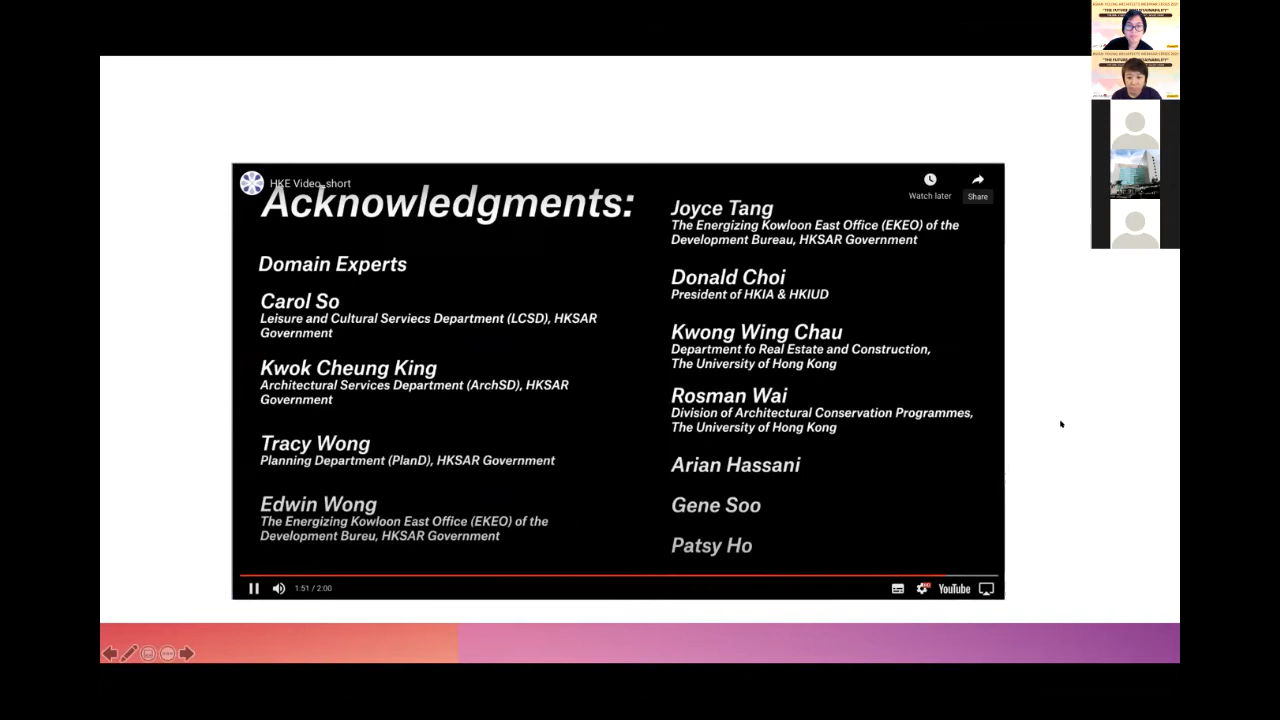 HKE Video_short
Acknowledgments:
Watch later
Share
Domain Experts
Carol So
Leisure and Cultural Serviecs Department (LCSD), HKSAR
Government
Kwok Cheung King
Architectural Services Department (ArchSD), HKSAR
Government
Tracy Wong
Planning Department (PlanD), HKSAR Government
Edwin Wong
The Energizing Kowloon East Office (EKEO) of the
Development Bureu, HKSAR Government
Joyce Tang
The Energizing Kowloon East Office (EKEO) of the
Development Bureau, HKSAR Government
Donald Choi
President of HKIA & HKIUD
Kwong Wing Chau
Department fo Real Estate and Construction,
The University of Hong Kong
Rosman Wai
Division of Architectural Conservation Programmes,
The University of Hong Kong
Arian Hassani
Gene Soo
Patsy Ho
1:51 / 2:00
YouTube